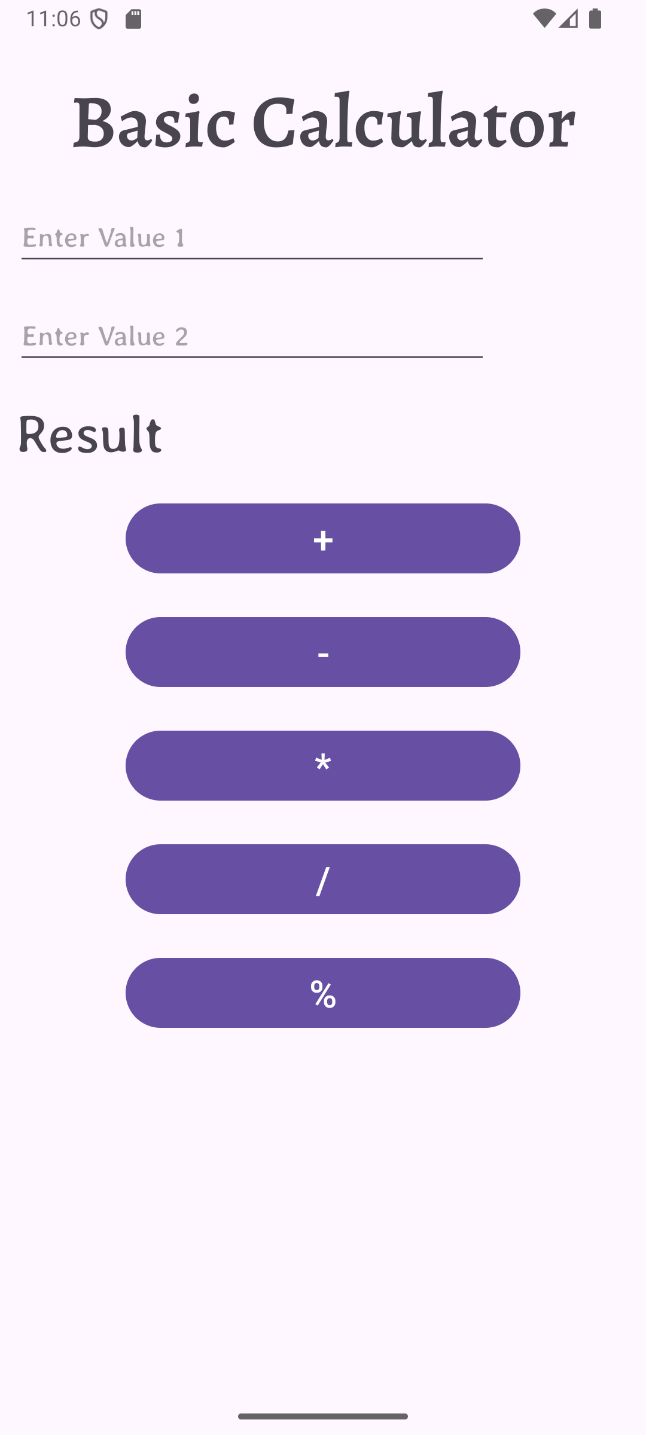 11:06
Basic Calculator
Enter Value 1
Enter Value 2
Result
+
-
*
/
%